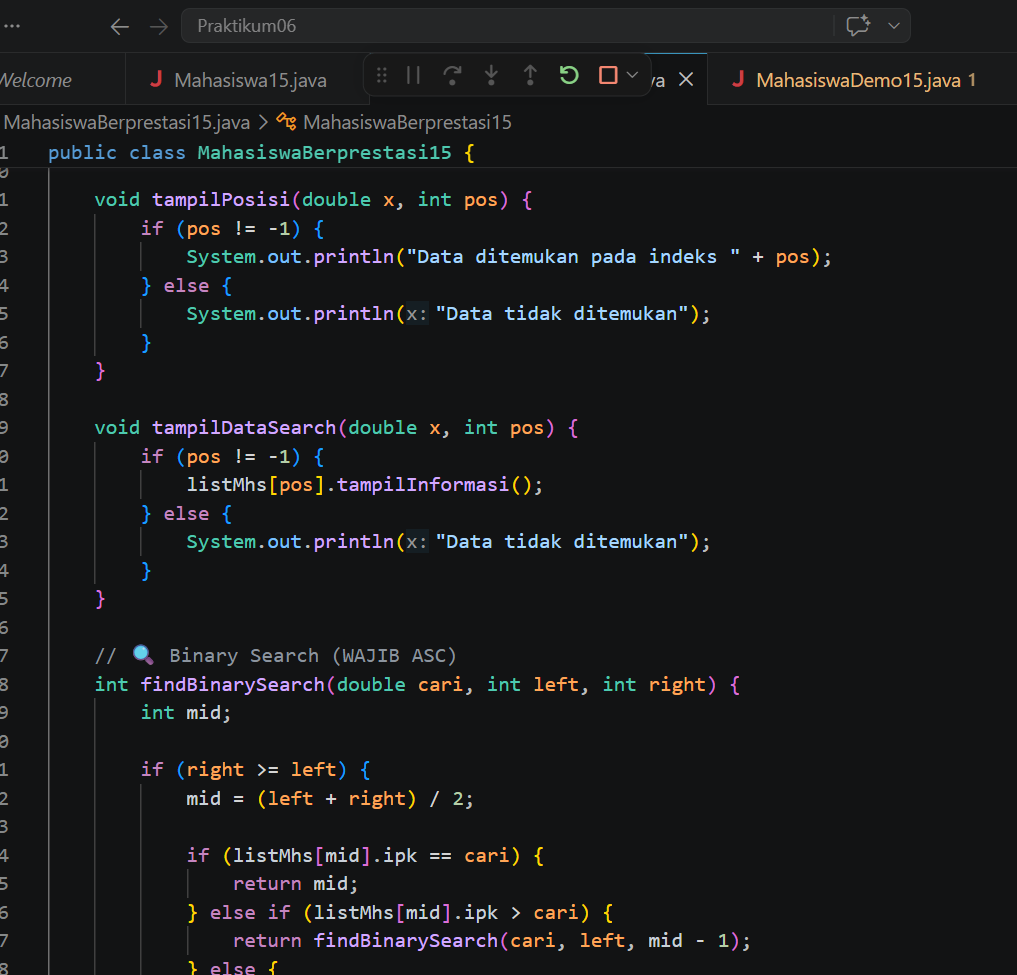 Praktikum06
Welcome
Mahasiswa15.java
va
MahasiswaDemo15.java 1
MahasiswaBerprestasi15.java > MahasiswaBerprestasi15
1 public class MahasiswaBerprestasi15 {
0
1 void tampilPosisi(double x, int pos) {
2 if (pos != -1) {
3 System.out.println("Data ditemukan pada indeks " + pos);
4 } else {
5 System.out.println(x: "Data tidak ditemukan");
6 }
7 }
8
9 void tampilDataSearch(double x, int pos) {
0 if (pos != -1) {
1 listMhs[pos].tampilInformasi();
2 } else {
3 System.out.println(x: "Data tidak ditemukan");
4 }
5 }
6
7 // 🔍 Binary Search (WAJIB ASC)
8 int findBinarySearch(double cari, int left, int right) {
9 int mid;
0
1 if (right >= left) {
2 mid = (left + right) / 2;
3
4 if (listMhs[mid].ipk == cari) {
5 return mid;
6 } else if (listMhs[mid].ipk > cari) {
7 return findBinarySearch(cari, left, mid - 1);
8 } else {